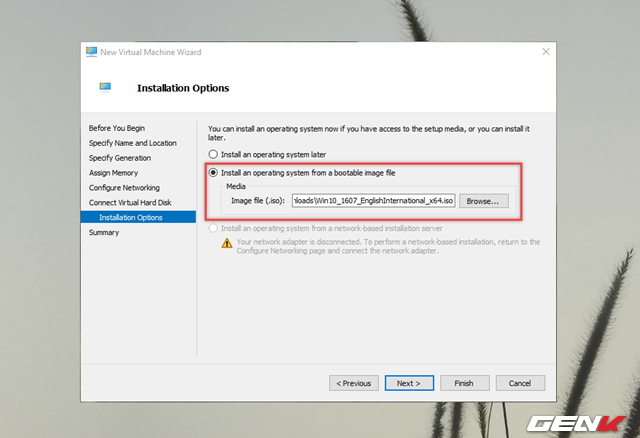 New Virtual Machine Wizard
Installation Options
Before You Begin
Specify Name and Location
Specify Generation
Assign Memory
Configure Networking
Connect Virtual Hard Disk
Installation Options
Summary
You can install an operating system now if you have access to the setup media, or you can install it
later.
Install an operating system later
Install an operating system from a bootable image file
Media
Image file (.iso):
nloads\Win10_1607_EnglishInternational_x64.iso
Browse...
Install an operating system from a network-based installation server
Your network adapter is disconnected. To perform a network-based installation, return to the
Configure Networking page and connect the network adapter.
< Previous
Next >
Finish
Cancel
GENK